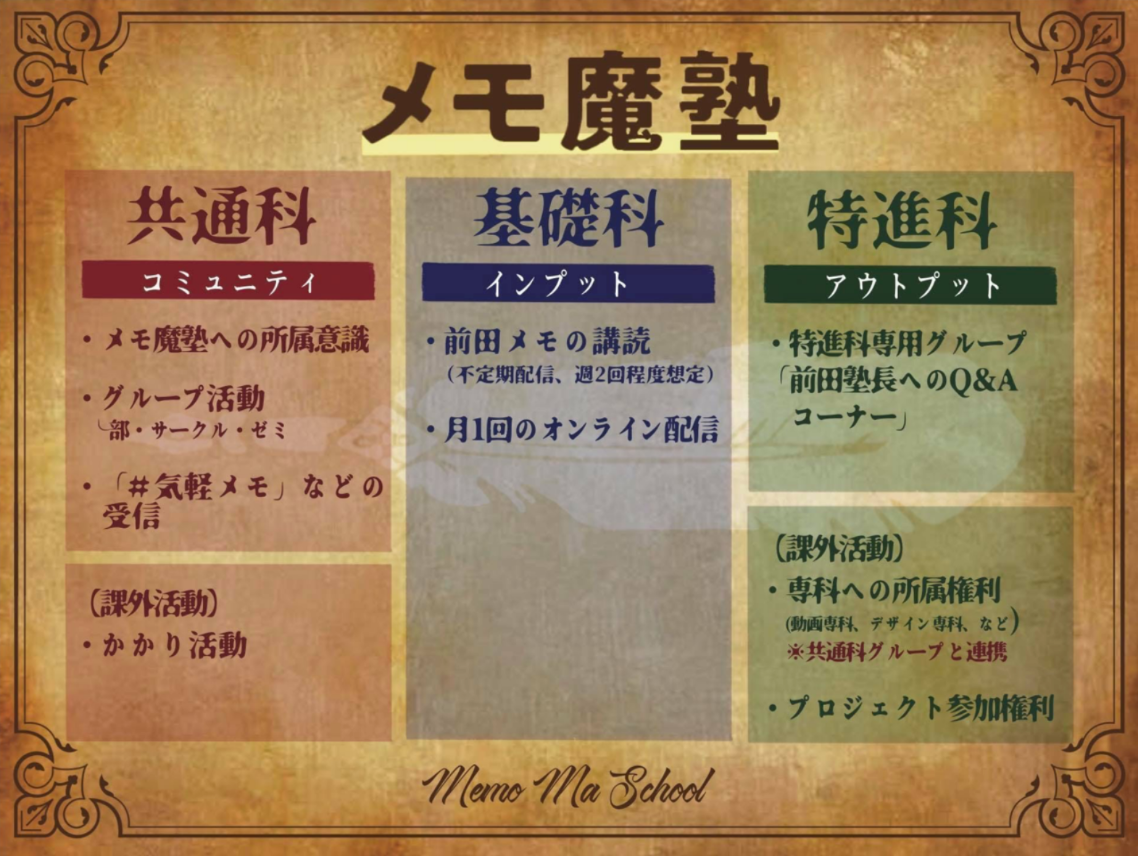 メモ魔塾
共通科
コミュニティ
・メモ魔塾への所属意識
・グループ活動
└部・サークル・ゼミ
・「#気軽メモ」などの
受信
（課外活動）
・かかり活動
基礎科
インプット
・前田メモの講読
（不定期配信、週2回程度想定）
・月1回のオンライン配信
特進科
アウトプット
・特進科専用グループ
「前田塾長へのQ&A
コーナー」
（課外活動）
・専科への所属権利
(動画専科、デザイン専科、など)
※共通科グループと連携
・プロジェクト参加権利
Memo Ma School